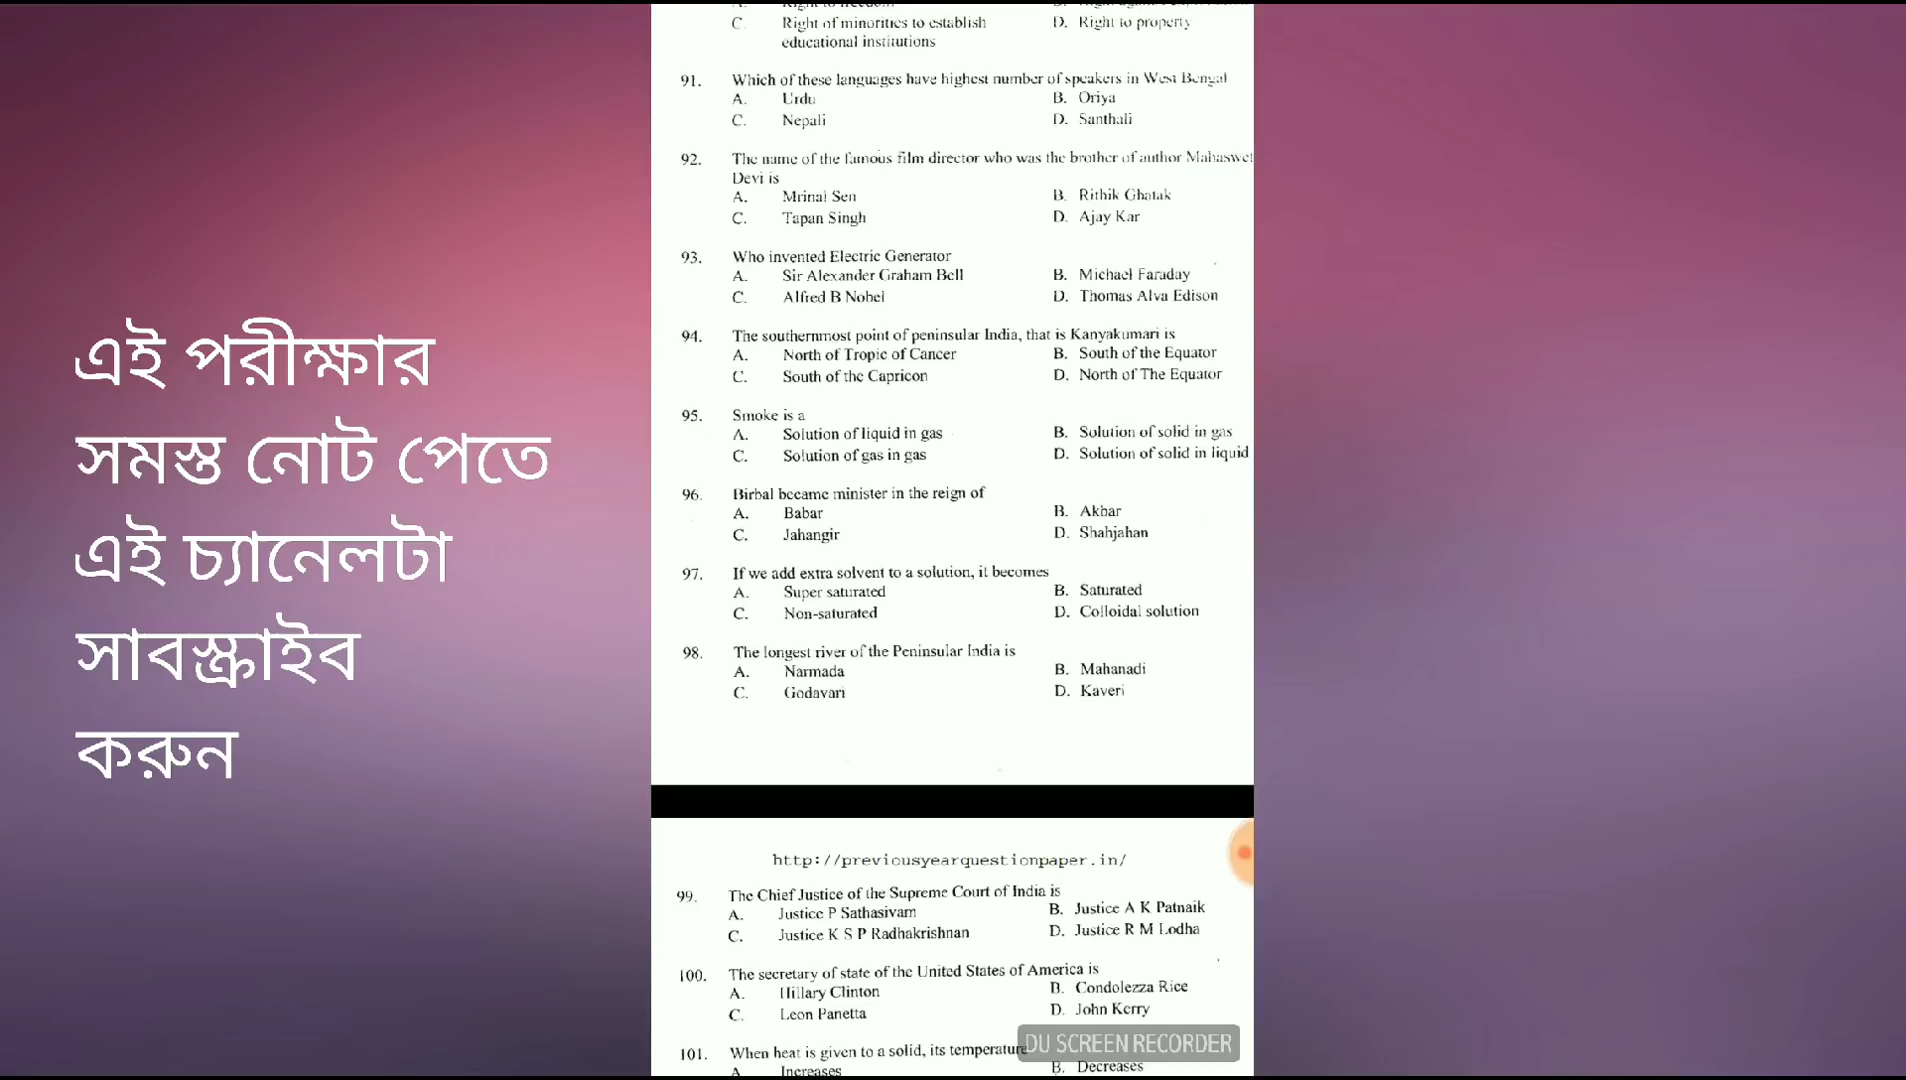 এই পরীক্ষার
সমস্ত নোট পেতে
এই চ্যানেলটা
সাবস্ক্রাইব
করুন
C. Right of minorities to establish D. Right to property
educational institutions
91. Which of these languages have highest number of speakers in West Bengal
A. Urdu B. Oriya
C. Nepali D. Santhali
92. The name of the famous film director who was the brother of author Mahaswet
Devi is
A. Mrinal Sen B. Rithik Ghatak
C. Tapan Singh D. Ajay Kar
93. Who invented Electric Generator
A. Sir Alexander Graham Bell B. Michael Faraday
C. Alfred B Nobel D. Thomas Alva Edison
94. The southernmost point of peninsular India, that is Kanyakumari is
A. North of Tropic of Cancer B. South of the Equator
C. South of the Capricon D. North of The Equator
95. Smoke is a
A. Solution of liquid in gas B. Solution of solid in gas
C. Solution of gas in gas D. Solution of solid in liquid
96. Birbal became minister in the reign of
A. Babar B. Akbar
C. Jahangir D. Shahjahan
97. If we add extra solvent to a solution, it becomes
A. Super saturated B. Saturated
C. Non-saturated D. Colloidal solution
98. The longest river of the Peninsular India is
A. Narmada B. Mahanadi
C. Godavari D. Kaveri
http://previousyearquestionpaper.in/
99. The Chief Justice of the Supreme Court of India is
A. Justice P Sathasivam B. Justice A K Patnaik
C. Justice K S P Radhakrishnan D. Justice R M Lodha
100. The secretary of state of the United States of America is
A. Hillary Clinton B. Condolezza Rice
C. Leon Panetta D. John Kerry
DU SCREEN RECORDER
101. When heat is given to a solid, its temperature
A. Increases B. Decreases